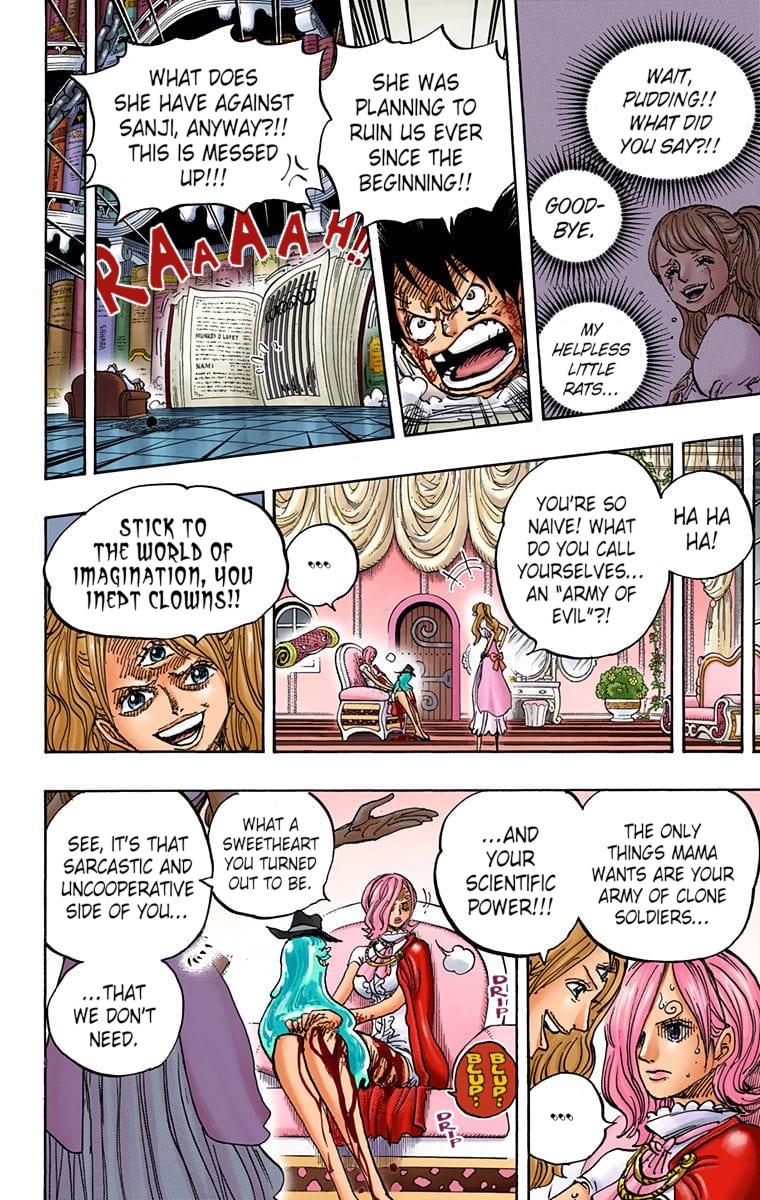 WAIT,
PUDDING!!
WHAT DID
YOU SAY?!!
GOOD-
BYE.
MY
HELPLESS
LITTLE
RATS...
SHE WAS
PLANNING TO
RUIN US EVER
SINCE THE
BEGINNING!!
WHAT DOES
SHE HAVE AGAINST
SANJI, ANYWAY?!!
THIS IS MESSED
UP!!!
RAAAAAH!!
SAHARA
MONKEY D LUFFY
NAMI
HA HA
HA!
YOU'RE SO
NAIVE! WHAT
DO YOU CALL
YOURSELVES...
AN "ARMY OF
EVIL"?!
...
STICK TO
THE WORLD OF
IMAGINATION, YOU
INEPT CLOWNS!!
THE ONLY
THINGS MAMA
WANTS ARE YOUR
ARMY OF CLONE
SOLDIERS...
...AND
YOUR
SCIENTIFIC
POWER!!!
...
DRIP
BLUP
BLUP
DRIP
WHAT A
SWEETHEART
YOU TURNED
OUT TO BE.
SEE, IT'S THAT
SARCASTIC AND
UNCOOPERATIVE
SIDE OF YOU...
...THAT
WE DON'T
NEED.